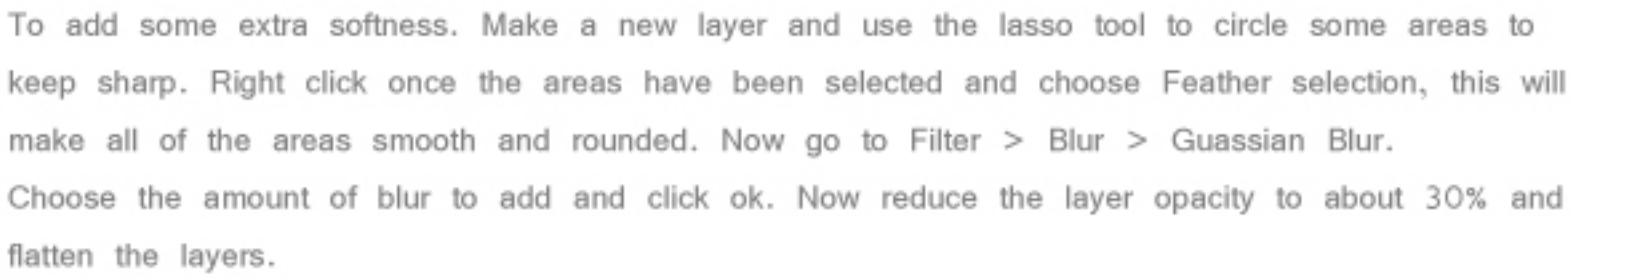 To add some extra softness. Make a new layer and use the lasso tool to circle some areas to
keep sharp. Right click once the areas have been selected and choose Feather selection, this will
make all of the areas smooth and rounded. Now go to Filter > Blur > Guassian Blur.
Choose the amount of blur to add and click ok. Now reduce the layer opacity to about 30% and
flatten the layers.